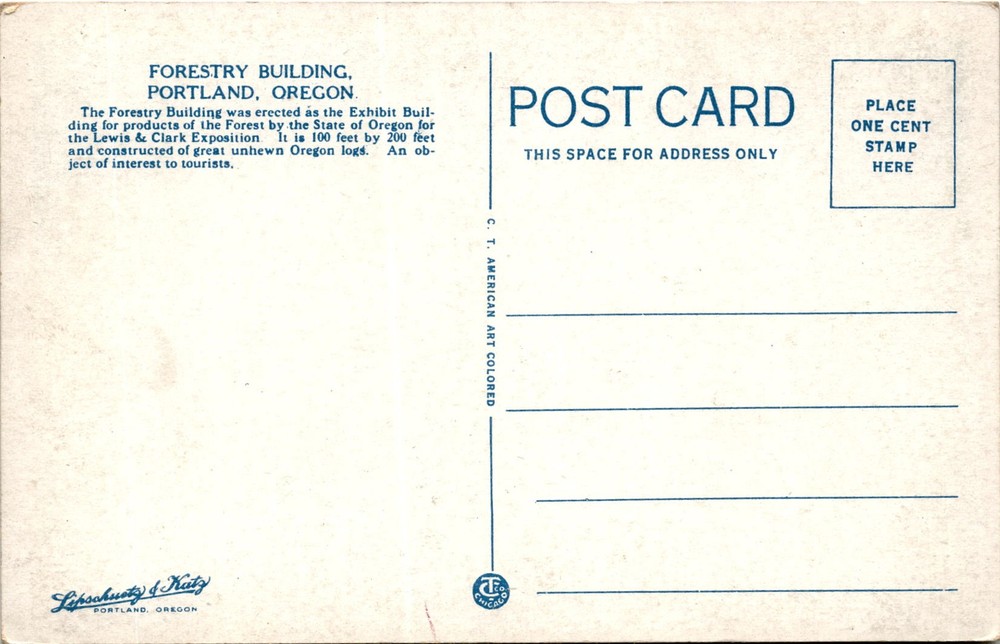 FORESTRY BUILDING,
PORTLAND, OREGON.
The Forestry Building was erected as the Exhibit Buil-
ding for products of the Forest by the State of Oregon for
the Lewis & Clark Exposition. It is 100 feet by 200 feet
and constructed of great unhewn Oregon logs. An ob-
ject of interest to tourists.
Lipschuetz & Katz
PORTLAND, OREGON
C. T. AMERICAN ART COLORED
CTCO
CHICAGO
POST CARD
THIS SPACE FOR ADDRESS ONLY
PLACE
ONE CENT
STAMP
HERE